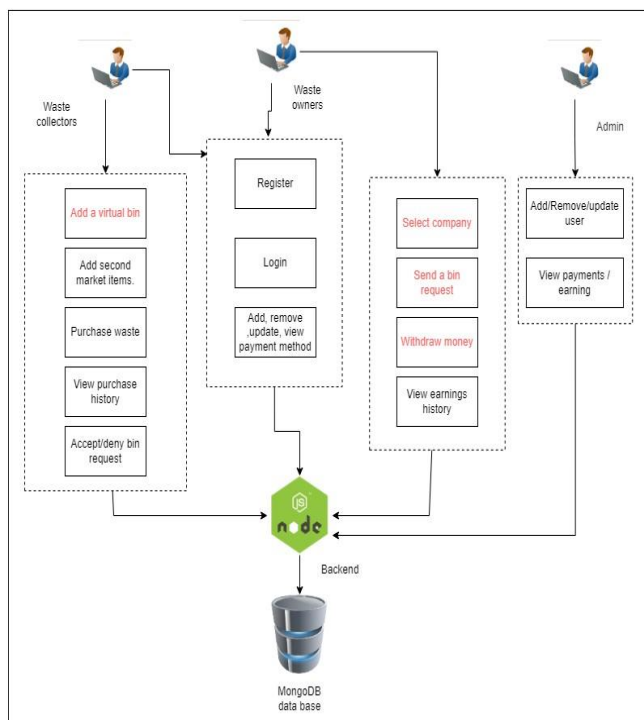 Waste
collectors
Waste
owners
Admin
Add a virtual bin
Add second
market items.
Purchase waste
View purchase
history
Accept/deny bin
request
Register
Login
Add, remove
,update, view
payment method
Select company
Send a bin
request
Withdraw money
View earnings
history
Add/Remove/update
user
View payments /
earning
JS
node
Backend
MongoDB
data base